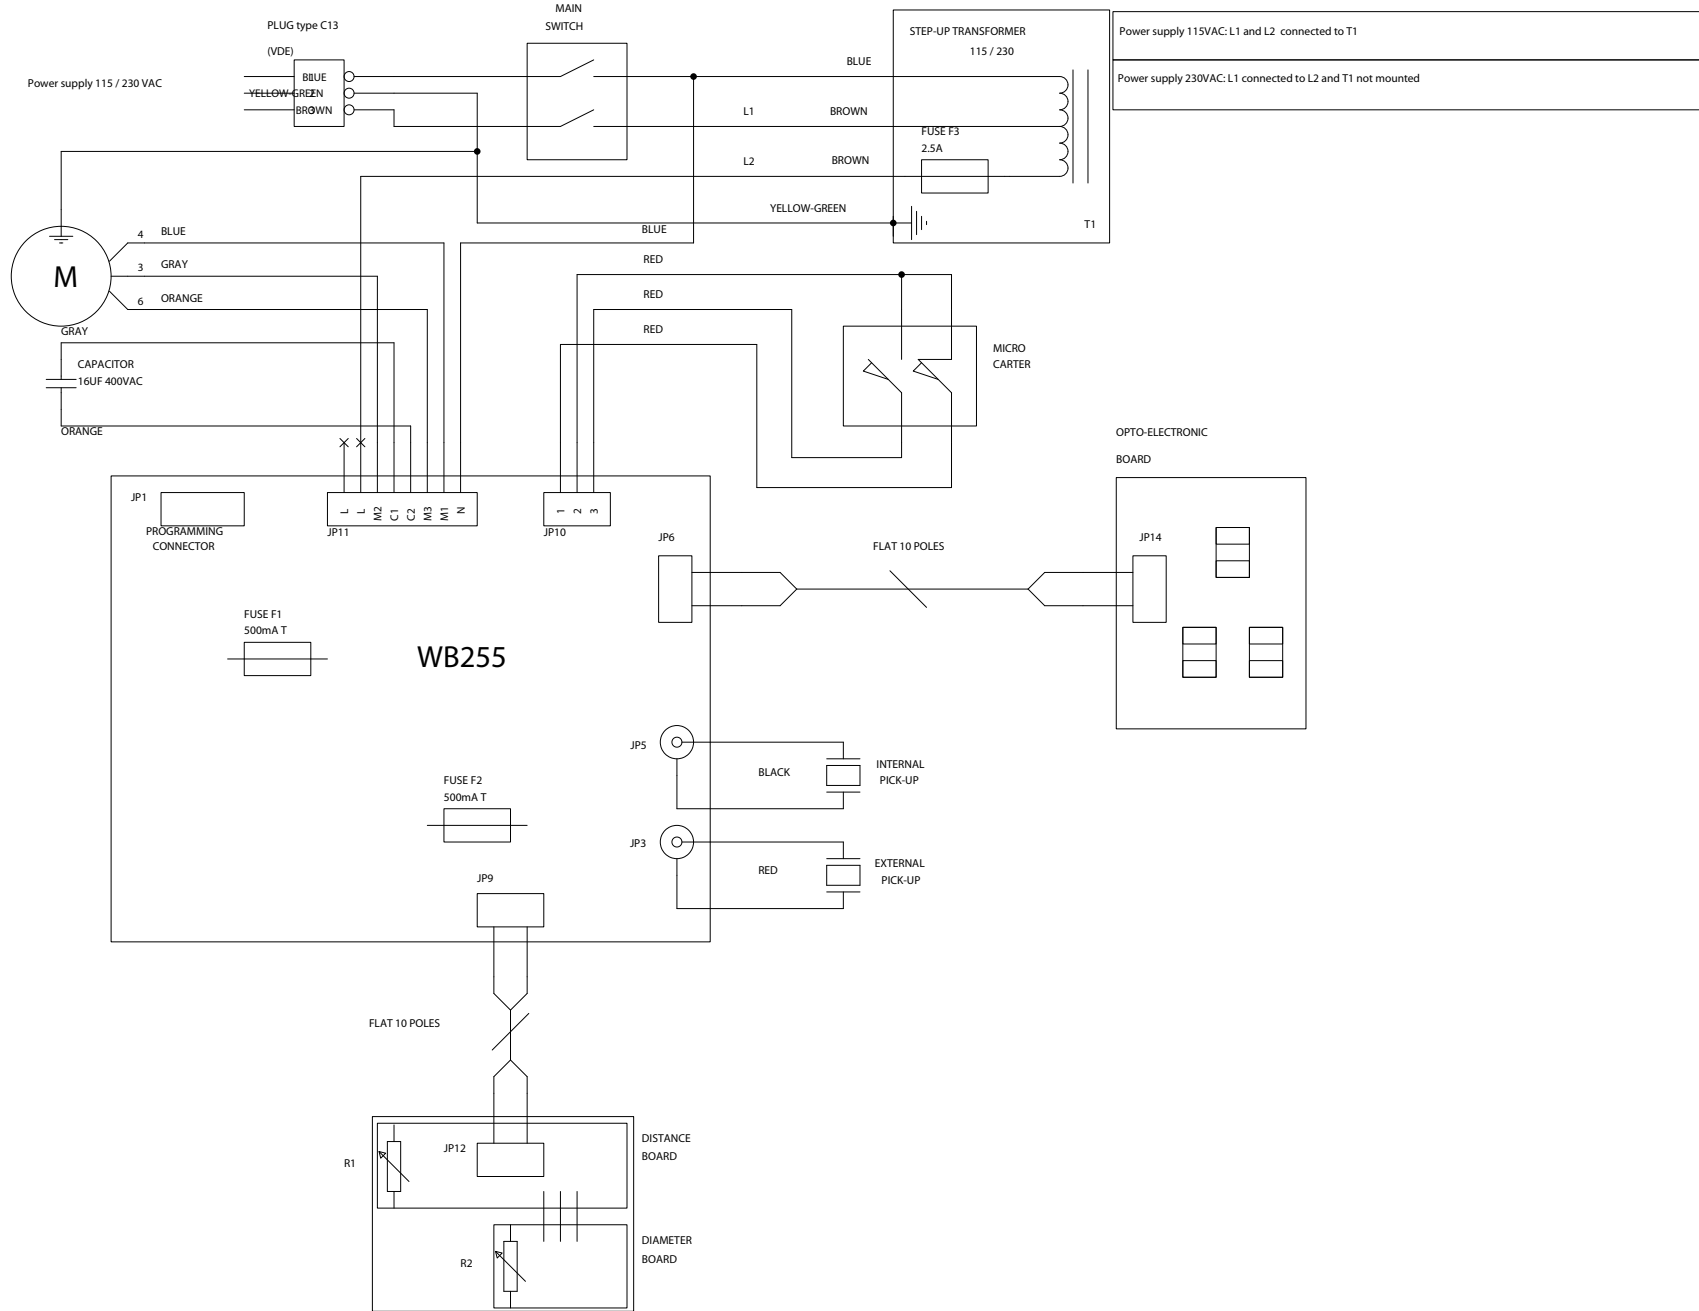 MAIN
SWITCH
PLUG type C13
(VDE)
Power supply 115 / 230 VAC
BLUE
1
YELLOW-GREEN
2
BROWN
3
STEP-UP TRANSFORMER
115 / 230
Power supply 115VAC: L1 and L2 connected to T1
Power supply 230VAC: L1 connected to L2 and T1 not mounted
BLUE
L1
BROWN
FUSE F3
2.5A
L2
BROWN
YELLOW-GREEN
T1
BLUE
4
BLUE
M
3
GRAY
6
ORANGE
GRAY
CAPACITOR
16UF 400VAC
ORANGE
RED
RED
RED
MICRO
CARTER
OPTO-ELECTRONIC
BOARD
JP1
PROGRAMMING
CONNECTOR
L
L
M2
C1
C2
M3
M1
N
JP11
1
2
3
JP10
JP6
FLAT 10 POLES
JP14
FUSE F1
500mA T
WB255
JP5
BLACK
INTERNAL
PICK-UP
FUSE F2
500mA T
JP3
RED
EXTERNAL
PICK-UP
JP9
FLAT 10 POLES
DISTANCE
BOARD
JP12
R1
DIAMETER
BOARD
R2